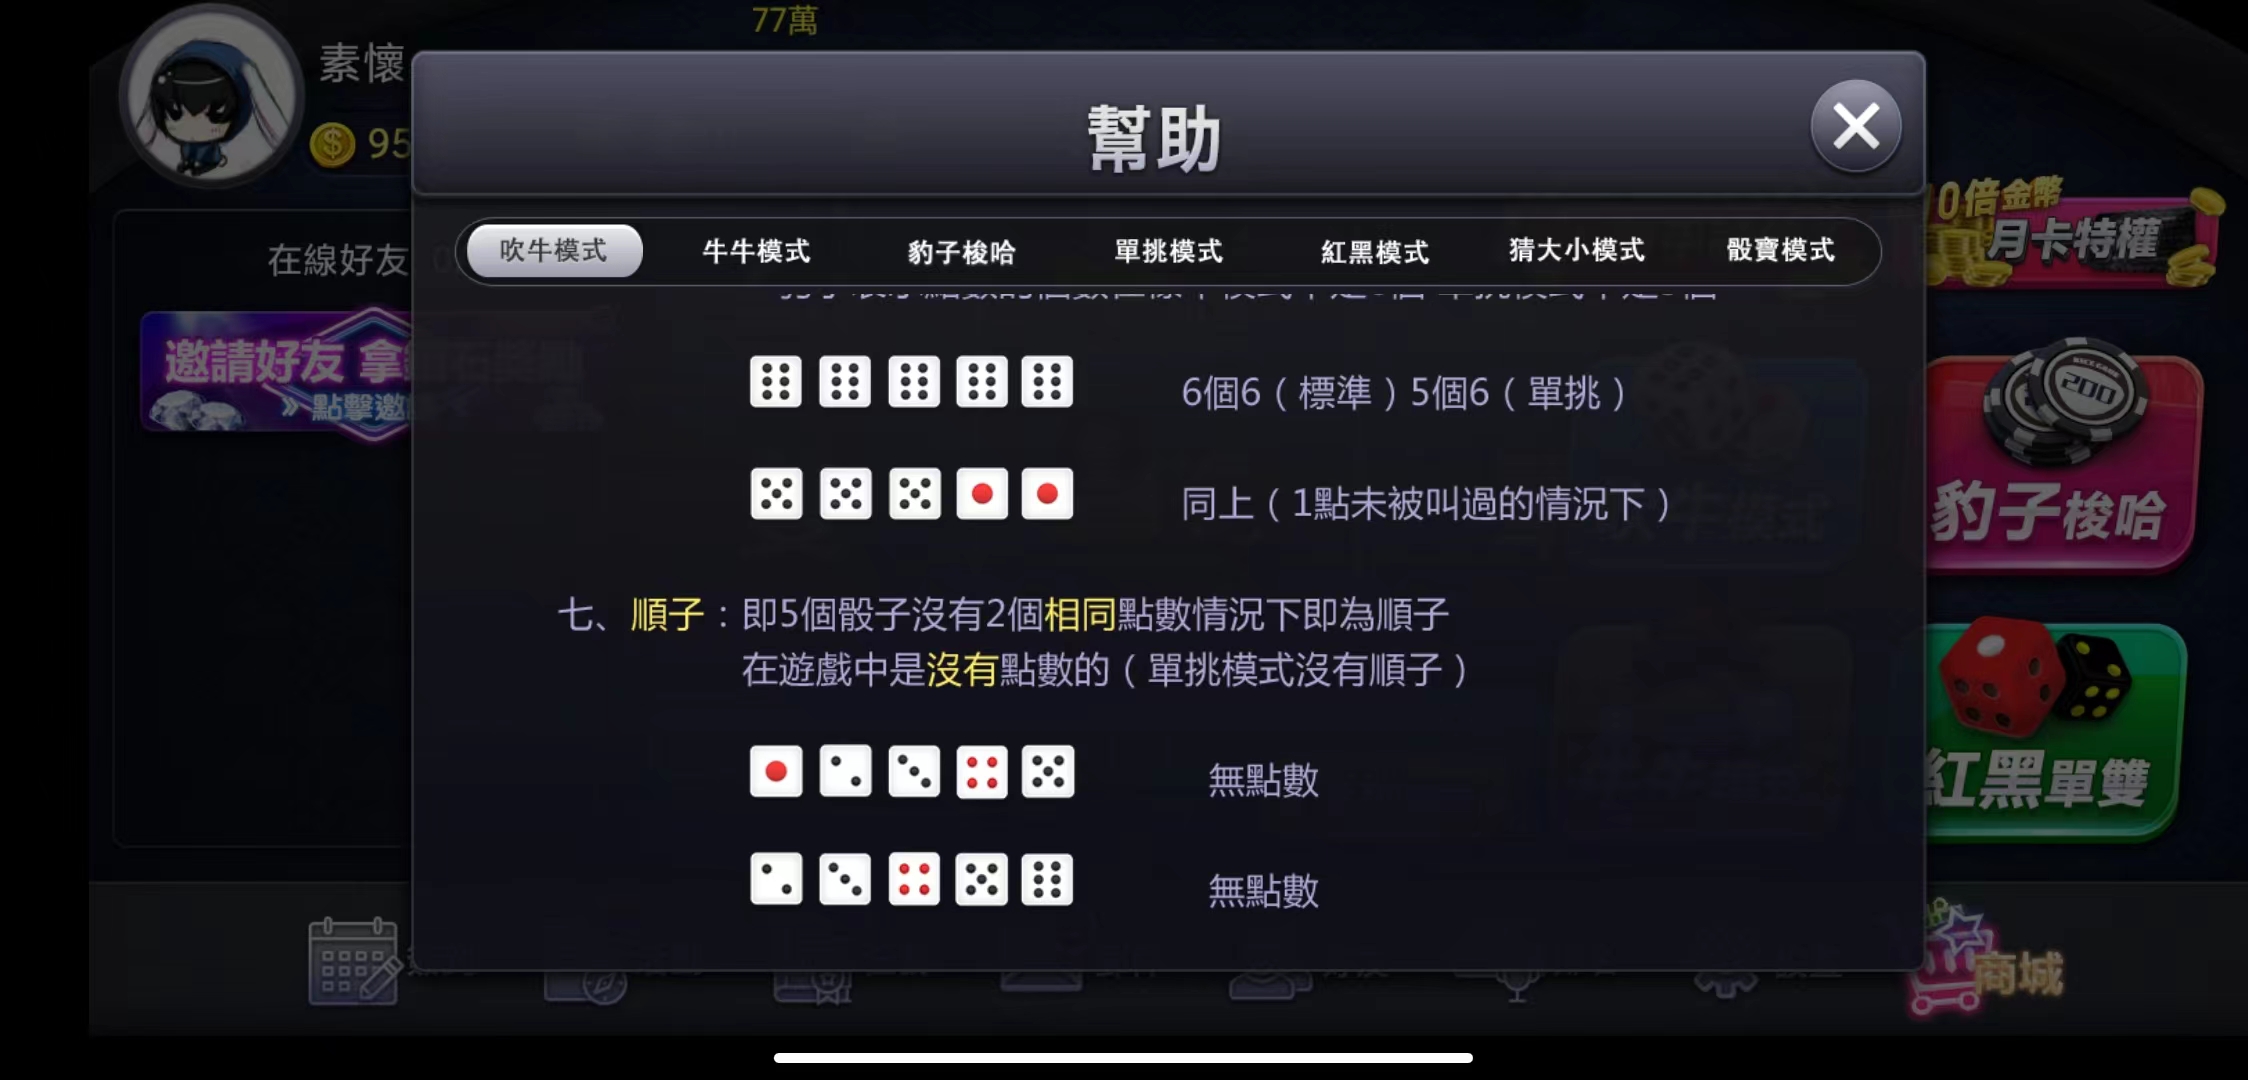 77萬
素懷
95
幫助
吹牛模式 牛牛模式 豹子梭哈 單挑模式 紅黑模式 猜大小模式 骰寶模式
0倍金幣
月卡特權
在線好友
邀請好友 拿
點擊邀
6個6（標準）5個6（單挑）
同上（1點未被叫過的情況下）
200
豹子梭哈
七、順子：即5個骰子沒有2個相同點數情況下即為順子
在遊戲中是沒有點數的（單挑模式沒有順子）
無點數
紅黑單雙
無點數
商城